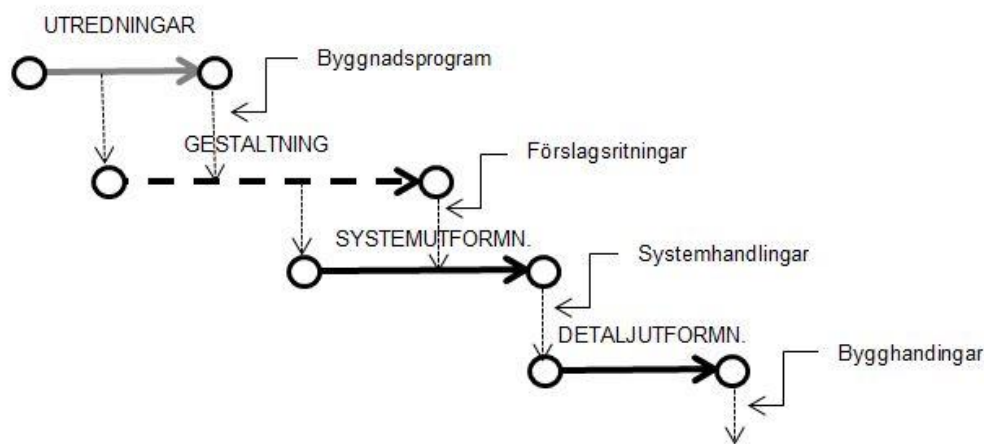 UTREDNINGAR
Byggnadsprogram
GESTALTNING
Förslagsritningar
SYSTEMUTFORMN.
Systemhandlingar
DETALJUTFORMN.
Bygghandingar